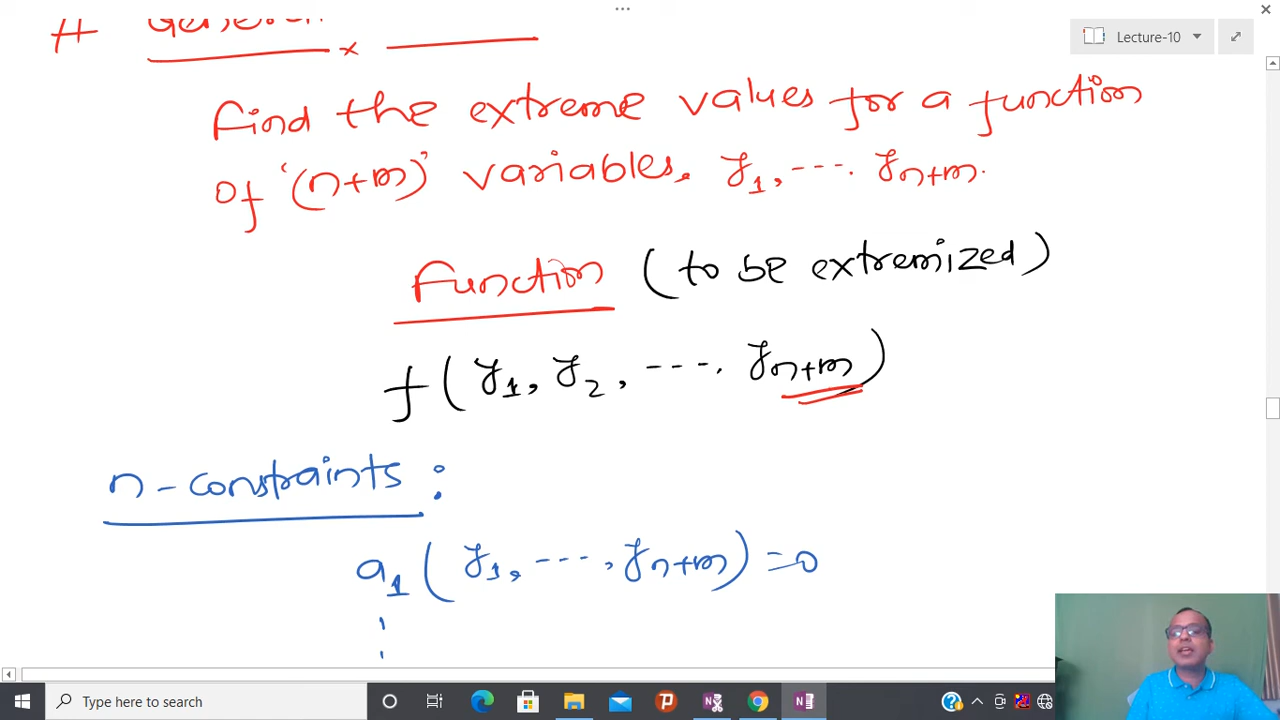 Lecture-10
#
find the extreme values for a function
of '(n+m)' variables. y1, ---. yn+m.
Function (to be extremized)
f(y1, y2, ---. yn+m)
n-constraints :
a1(y1, ---, yn+m) =0
Type here to search